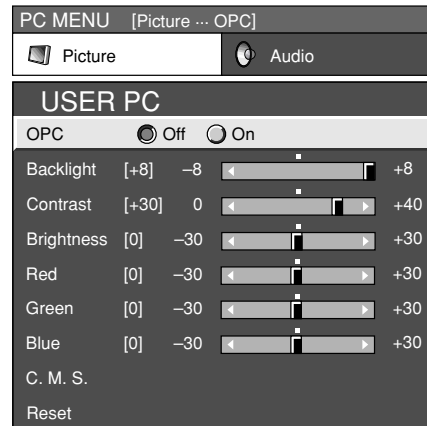 PC MENU [Picture ... OPC]
Picture Audio
USER PC
OPC Off On
Backlight [+8] –8 +8
Contrast [+30] 0 +40
Brightness [0] –30 +30
Red [0] –30 +30
Green [0] –30 +30
Blue [0] –30 +30
C. M. S.
Reset